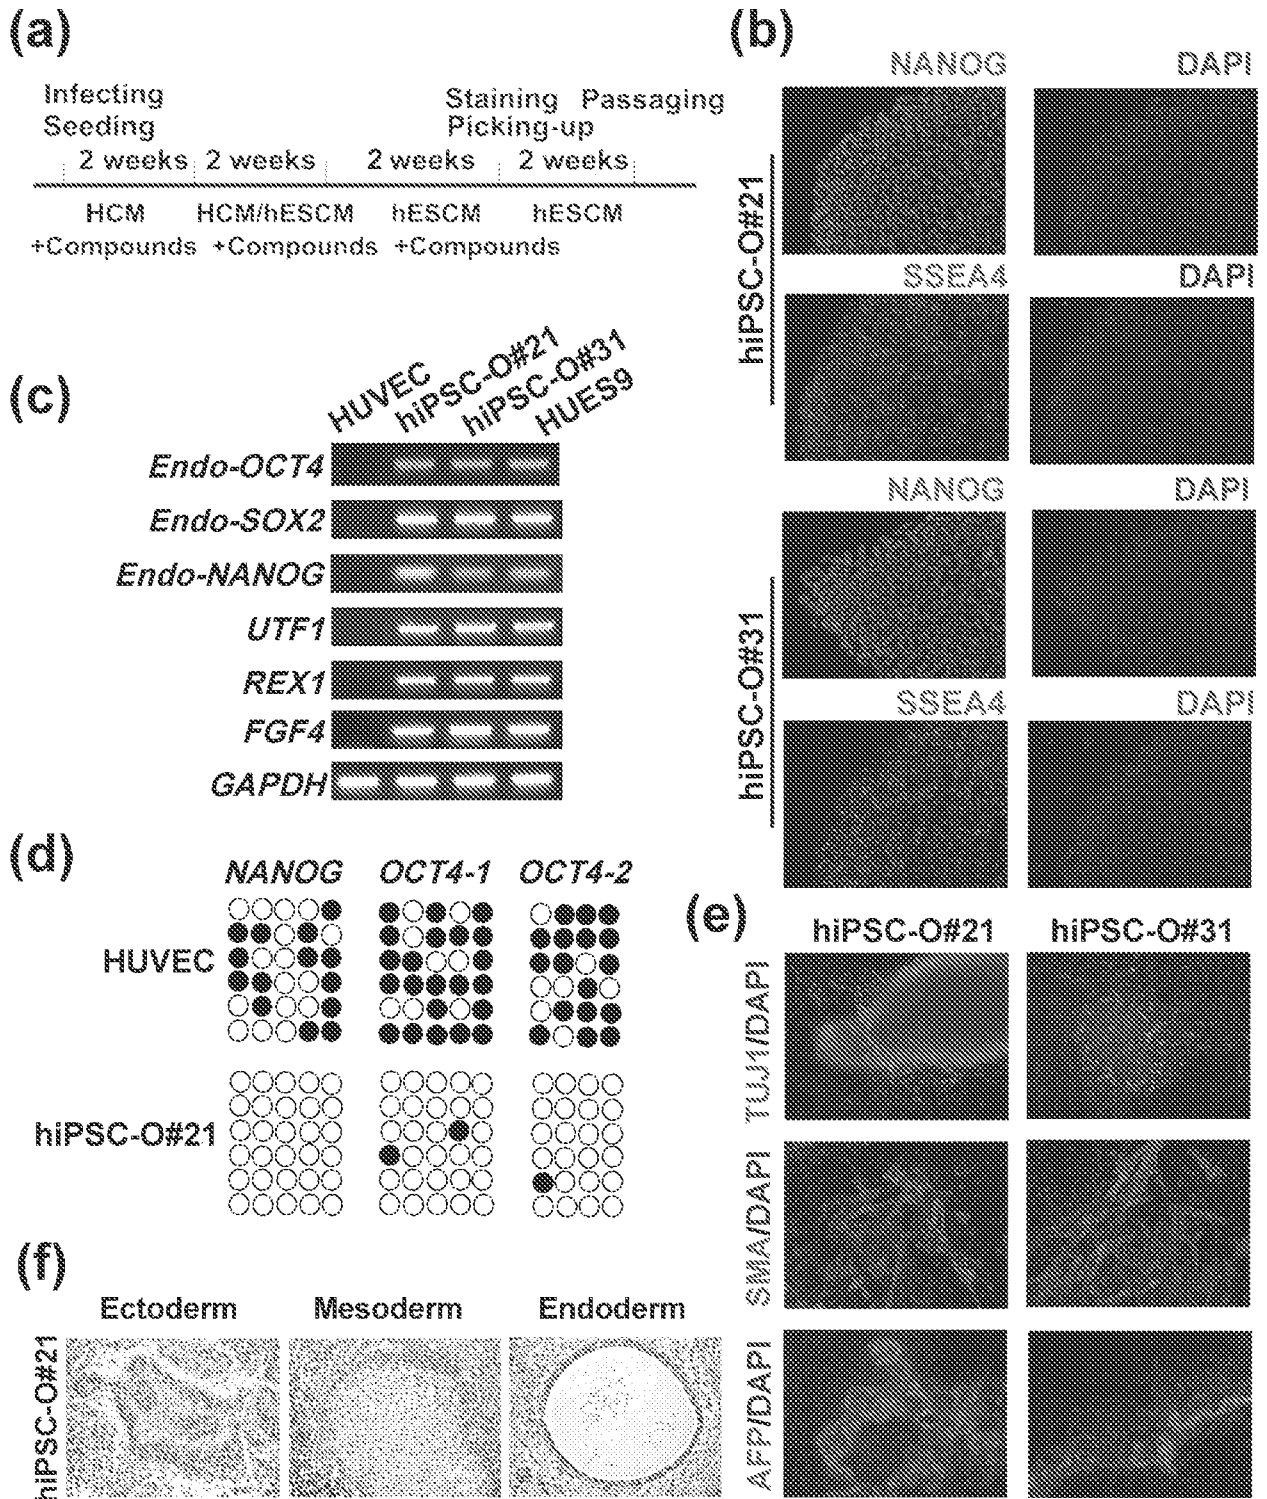 (a)
Infecting
Seeding
Staining Passaging
Picking-up
2 weeks 2 weeks 2 weeks 2 weeks
HCM HCM/hESCM hESCM hESCM
+Compounds +Compounds +Compounds
(b)
NANOG DAPI
hiPSC-O#21
SSEA4 DAPI
NANOG DAPI
hiPSC-O#31
SSEA4 DAPI
(c)
HUVEC
hiPSC-O#21
hiPSC-O#31
HUES9
Endo-OCT4
Endo-SOX2
Endo-NANOG
UTF1
REX1
FGF4
GAPDH
(d)
NANOG OCT4-1 OCT4-2
HUVEC
hiPSC-O#21
(e)
hiPSC-O#21 hiPSC-O#31
TUJ1/DAPI
SMA/DAPI
AFP/DAPI
(f)
Ectoderm Mesoderm Endoderm
hiPSC-O#21